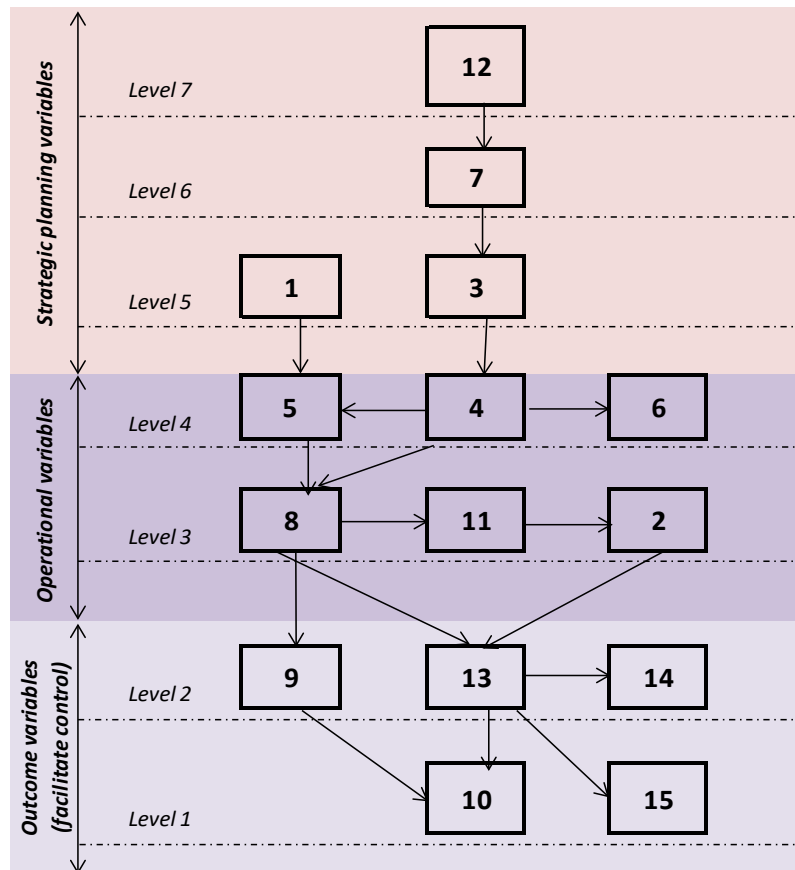 Strategic planning variables
12
Level 7
7
Level 6
1
3
Level 5
Operational variables
5
4
6
Level 4
8
11
2
Level 3
Outcome variables
(facilitate control)
9
13
14
Level 2
10
15
Level 1